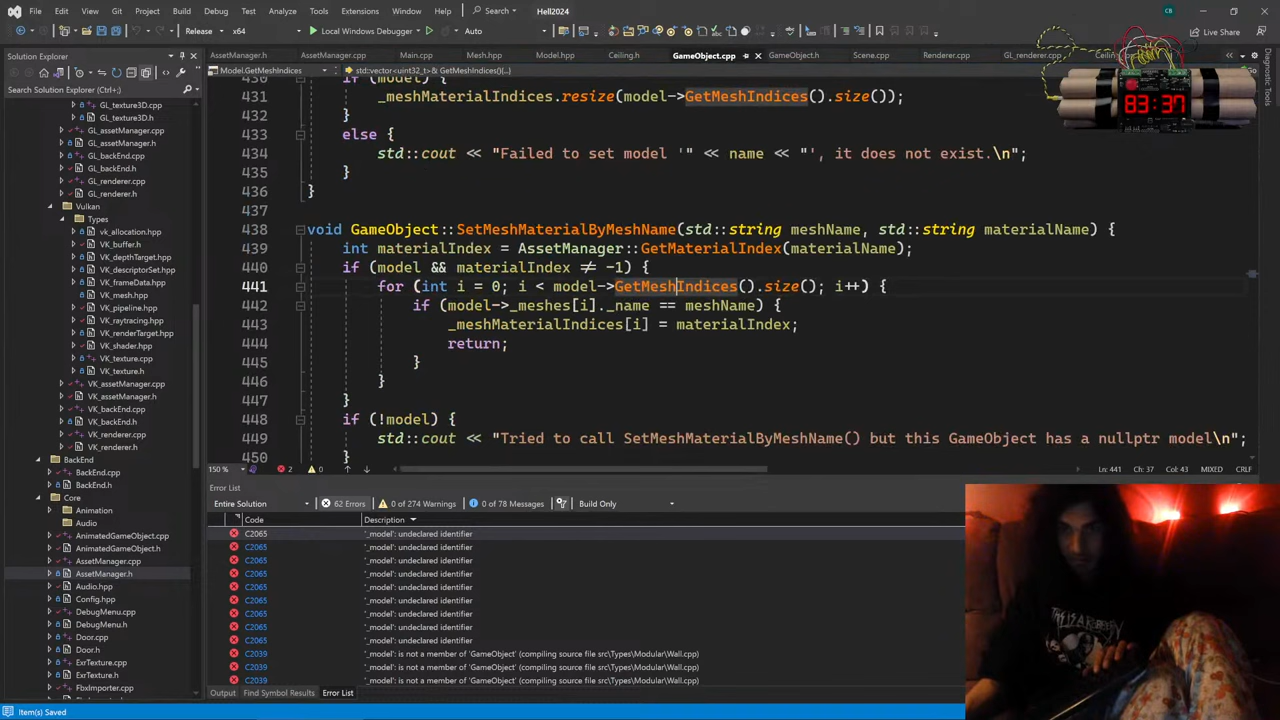 File Edit View Git Project Build Debug Test Analyze Tools Extensions Window Help Search Hell2024 CB
Release x64 Local Windows Debugger Auto Live Share
Solution Explorer
AssetManager.h AssetManager.cpp Main.cpp Mesh.hpp Model.hpp Ceiling.h GameObject.cpp GameObject.h Scene.cpp Renderer.cpp GL_renderer.cpp
Model.GetMeshIndices std::vector<uint32_t> GetMeshIndices(){...}
Search Solution Explorer (Ctrl+;)
Diagnostic Tools
83:37
GL_texture3D.cpp
GL_texture3D.h
GL_assetManager.cpp
GL_assetManager.h
GL_backEnd.cpp
GL_backEnd.h
GL_renderer.cpp
GL_renderer.h
Vulkan
Types
vk_allocation.hpp
VK_buffer.h
VK_depthTarget.hpp
VK_descriptorSet.hpp
VK_frameData.hpp
VK_mesh.hpp
VK_pipeline.hpp
VK_raytracing.hpp
VK_renderTarget.hpp
VK_shader.hpp
VK_texture.cpp
VK_texture.h
VK_assetManager.cpp
VK_assetManager.h
VK_backEnd.cpp
VK_backEnd.h
VK_renderer.cpp
VK_renderer.h
BackEnd
BackEnd.cpp
BackEnd.h
Core
Animation
Audio
AnimatedGameObject.cpp
AnimatedGameObject.h
AssetManager.cpp
AssetManager.h
Audio.hpp
Config.hpp
DebugMenu.cpp
DebugMenu.h
Door.cpp
Door.h
ExrTexture.cpp
ExrTexture.h
FbxImporter.cpp
430 if (model) {
431 _meshMaterialIndices.resize(model->GetMeshIndices().size());
432 }
433 else {
434 std::cout << "Failed to set model '" << name << "', it does not exist.\n";
435 }
436 }
437
438 void GameObject::SetMeshMaterialByMeshName(std::string meshName, std::string materialName) {
439 int materialIndex = AssetManager::GetMaterialIndex(materialName);
440 if (model && materialIndex != -1) {
441 for (int i = 0; i < model->GetMeshIndices().size(); i++) {
442 if (model->_meshes[i]._name == meshName) {
443 _meshMaterialIndices[i] = materialIndex;
444 return;
445 }
446 }
447 }
448 if (!model) {
449 std::cout << "Tried to call SetMeshMaterialByMeshName() but this GameObject has a nullptr model\n";
450 }
150 % 2 0 Ln: 441 Ch: 37 Col: 43 MIXED CRLF
Error List
Entire Solution 62 Errors 0 of 274 Warnings 0 of 78 Messages Build Only
Code Description
C2065 '_model': undeclared identifier
C2065 '_model': undeclared identifier
C2065 '_model': undeclared identifier
C2065 '_model': undeclared identifier
C2065 '_model': undeclared identifier
C2065 '_model': undeclared identifier
C2065 '_model': undeclared identifier
C2065 '_model': undeclared identifier
C2065 '_model': undeclared identifier
C2039 '_model': is not a member of 'GameObject' (compiling source file src\Types\Modular\Wall.cpp)
C2039 '_model': is not a member of 'GameObject' (compiling source file src\Types\Modular\Wall.cpp)
C2039 '_model': is not a member of 'GameObject' (compiling source file src\Types\Modular\Wall.cpp)
Output Find Symbol Results Error List
Item(s) Saved